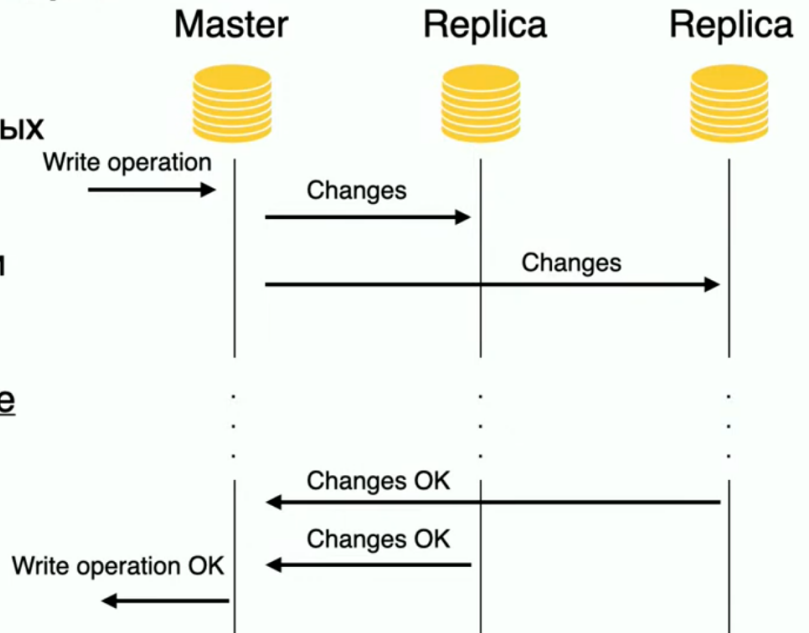 Master
Replica
Replica
ых
Write operation
Changes
и
Changes
е
Changes OK
Changes OK
Write operation OK